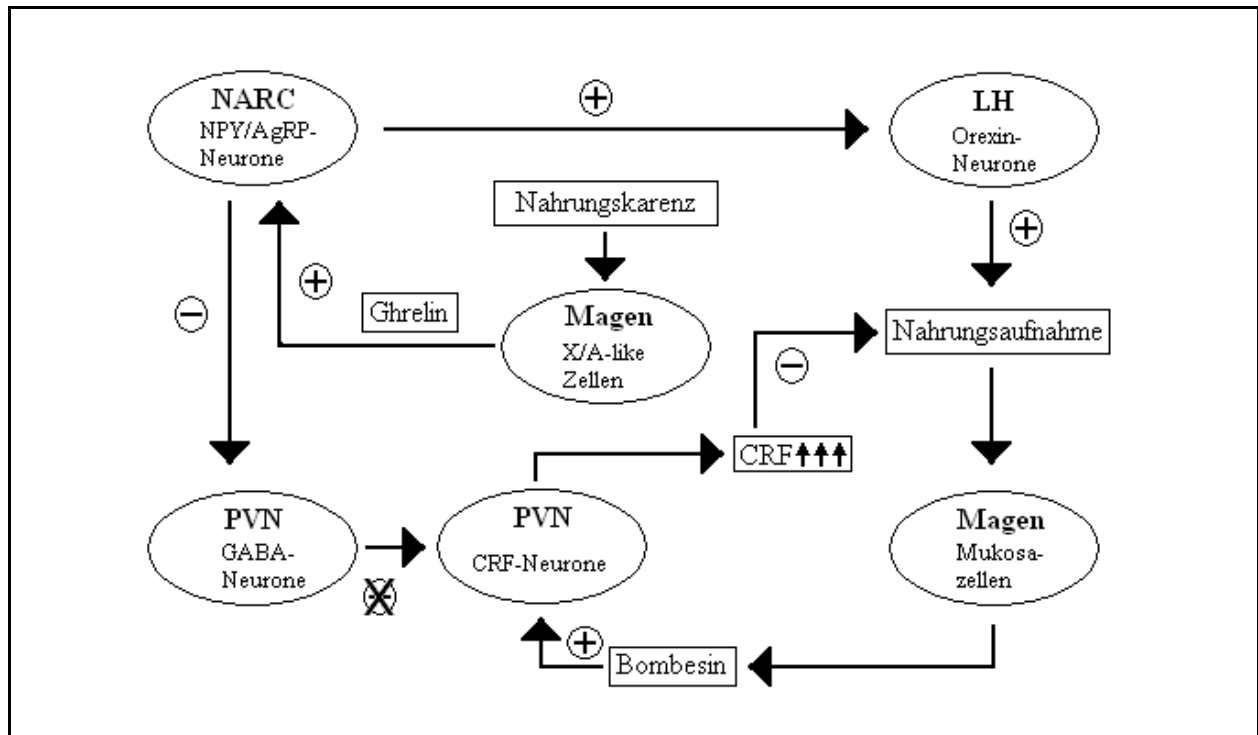 NARC
NPY/AgRP-
Neurone
+
LH
Orexin-
Neurone
Nahrungskarenz
+
+
Ghrelin
−
Magen
X/A-like
Zellen
Nahrungsaufnahme
−
CRF↑↑↑
PVN
GABA-
Neurone
PVN
CRF-Neurone
Magen
Mukosa-
zellen
+
Bombesin